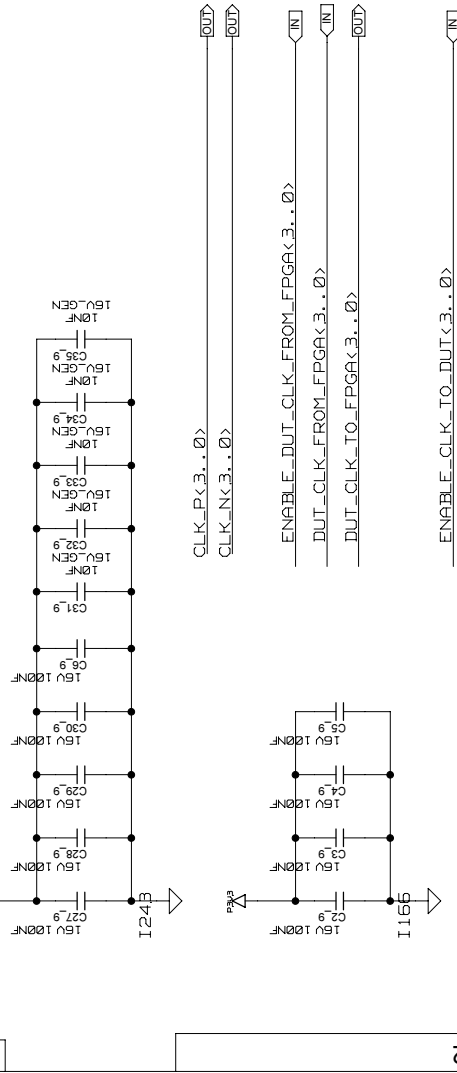 OUT
OUT
IN
IN
OUT
IN
CLK_P<3..0>
CLK_N<3..0>
ENABLE_DUT_CLK_FROM_FPGA<3..0>
DUT_CLK_FROM_FPGA<3..0>
DUT_CLK_TO_FPGA<3..0>
ENABLE_CLK_TO_DUT<3..0>
16V_GEN
10NF
C35_9
16V_GEN
10NF
C34_9
16V_GEN
10NF
C33_9
16V_GEN
10NF
C32_9
16V_GEN
10NF
C31_9
C6_9
16V 100NF
C30_9
16V 100NF
C29_9
16V 100NF
C28_9
16V 100NF
C27_9
16V 100NF
I243
C5_9
16V 100NF
C4_9
16V 100NF
C3_9
16V 100NF
C2_9
16V 100NF
P3V3
I166